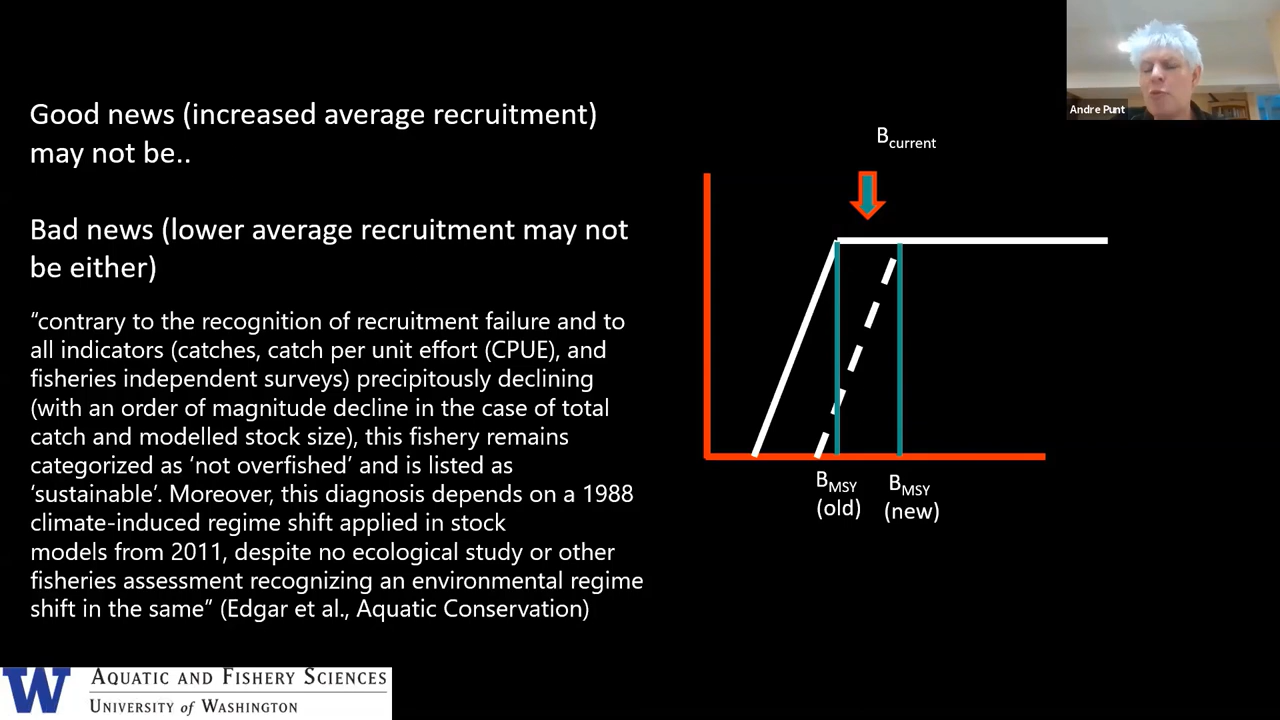 Good news (increased average recruitment)
may not be..
Bad news (lower average recruitment may not
be either)
“contrary to the recognition of recruitment failure and to
all indicators (catches, catch per unit effort (CPUE), and
fisheries independent surveys) precipitously declining
(with an order of magnitude decline in the case of total
catch and modelled stock size), this fishery remains
categorized as ‘not overfished’ and is listed as
‘sustainable’. Moreover, this diagnosis depends on a 1988
climate-induced regime shift applied in stock
models from 2011, despite no ecological study or other
fisheries assessment recognizing an environmental regime
shift in the same” (Edgar et al., Aquatic Conservation)
Andre Punt
Bcurrent
BMSY
(old)
BMSY
(new)
W
AQUATIC AND FISHERY SCIENCES
UNIVERSITY of WASHINGTON